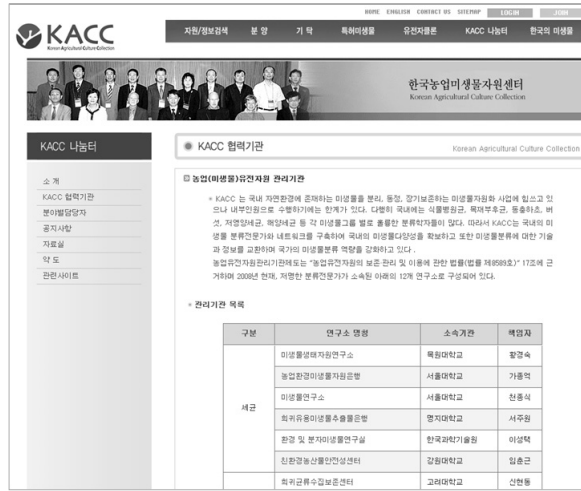 HOME ENGLISH CONTACT US SITEMAP LOGIN JOIN
KACC
Korean Agricultural Culture Collection
자원/정보검색 분 양 기 탁 특허미생물 유전자클론 KACC 나눔터 한국의 미생물
한국농업미생물자원센터
Korean Agricultural Culture Collection
KACC 나눔터
소 개
KACC 협력기관
분야별담당자
공지사항
자료실
약 도
관련사이트
KACC 협력기관
Korean Agricultural Culture Collection
농업(미생물)유전자원 관리기관
KACC 는 국내 자연환경에 존재하는 미생물을 분리, 동정, 장기보존하는 미생물자원화 사업에 힘쓰고 있
으나 내부인원으로 수행하기에는 한계가 있다. 다행히 국내에는 식물병원균, 목재부후균, 동충하초, 버
섯, 저영양세균, 해양세균 등 각 미생물그룹 별로 훌륭한 분류학자들이 많다. 따라서 KACC는 국내의 미
생물 분류전문가와 네트워크를 구축하여 국내의 미생물다양성을 확보하고 또한 미생물분류에 대한 기술
과 정보를 교환하며 국가의 미생물분류 역량을 강화하고 있다 .
농업유전자원관리기관제도는 "농업유전자원의 보존·관리 및 이용에 관한 법률(법률 제8589호)" 17조에 근
거하며 2008년 현재, 저명한 분류전문가가 소속된 아래의 12개 연구소로 구성되어 있다.
관리기관 목록
구분 연구소 명성 소속기관 책임자
세균
미생물생태자원연구소 목원대학교 황경숙
농업환경미생물자원은행 서울대학교 가종억
미생물연구소 서울대학교 천종식
희귀유용미생물추출물은행 명지대학교 서주원
환경 및 분자미생물연구실 한국과학기술원 이성택
친환경농산물안전성센터 강원대학교 임춘근
희귀균류수집보존센터 고려대학교 신현동